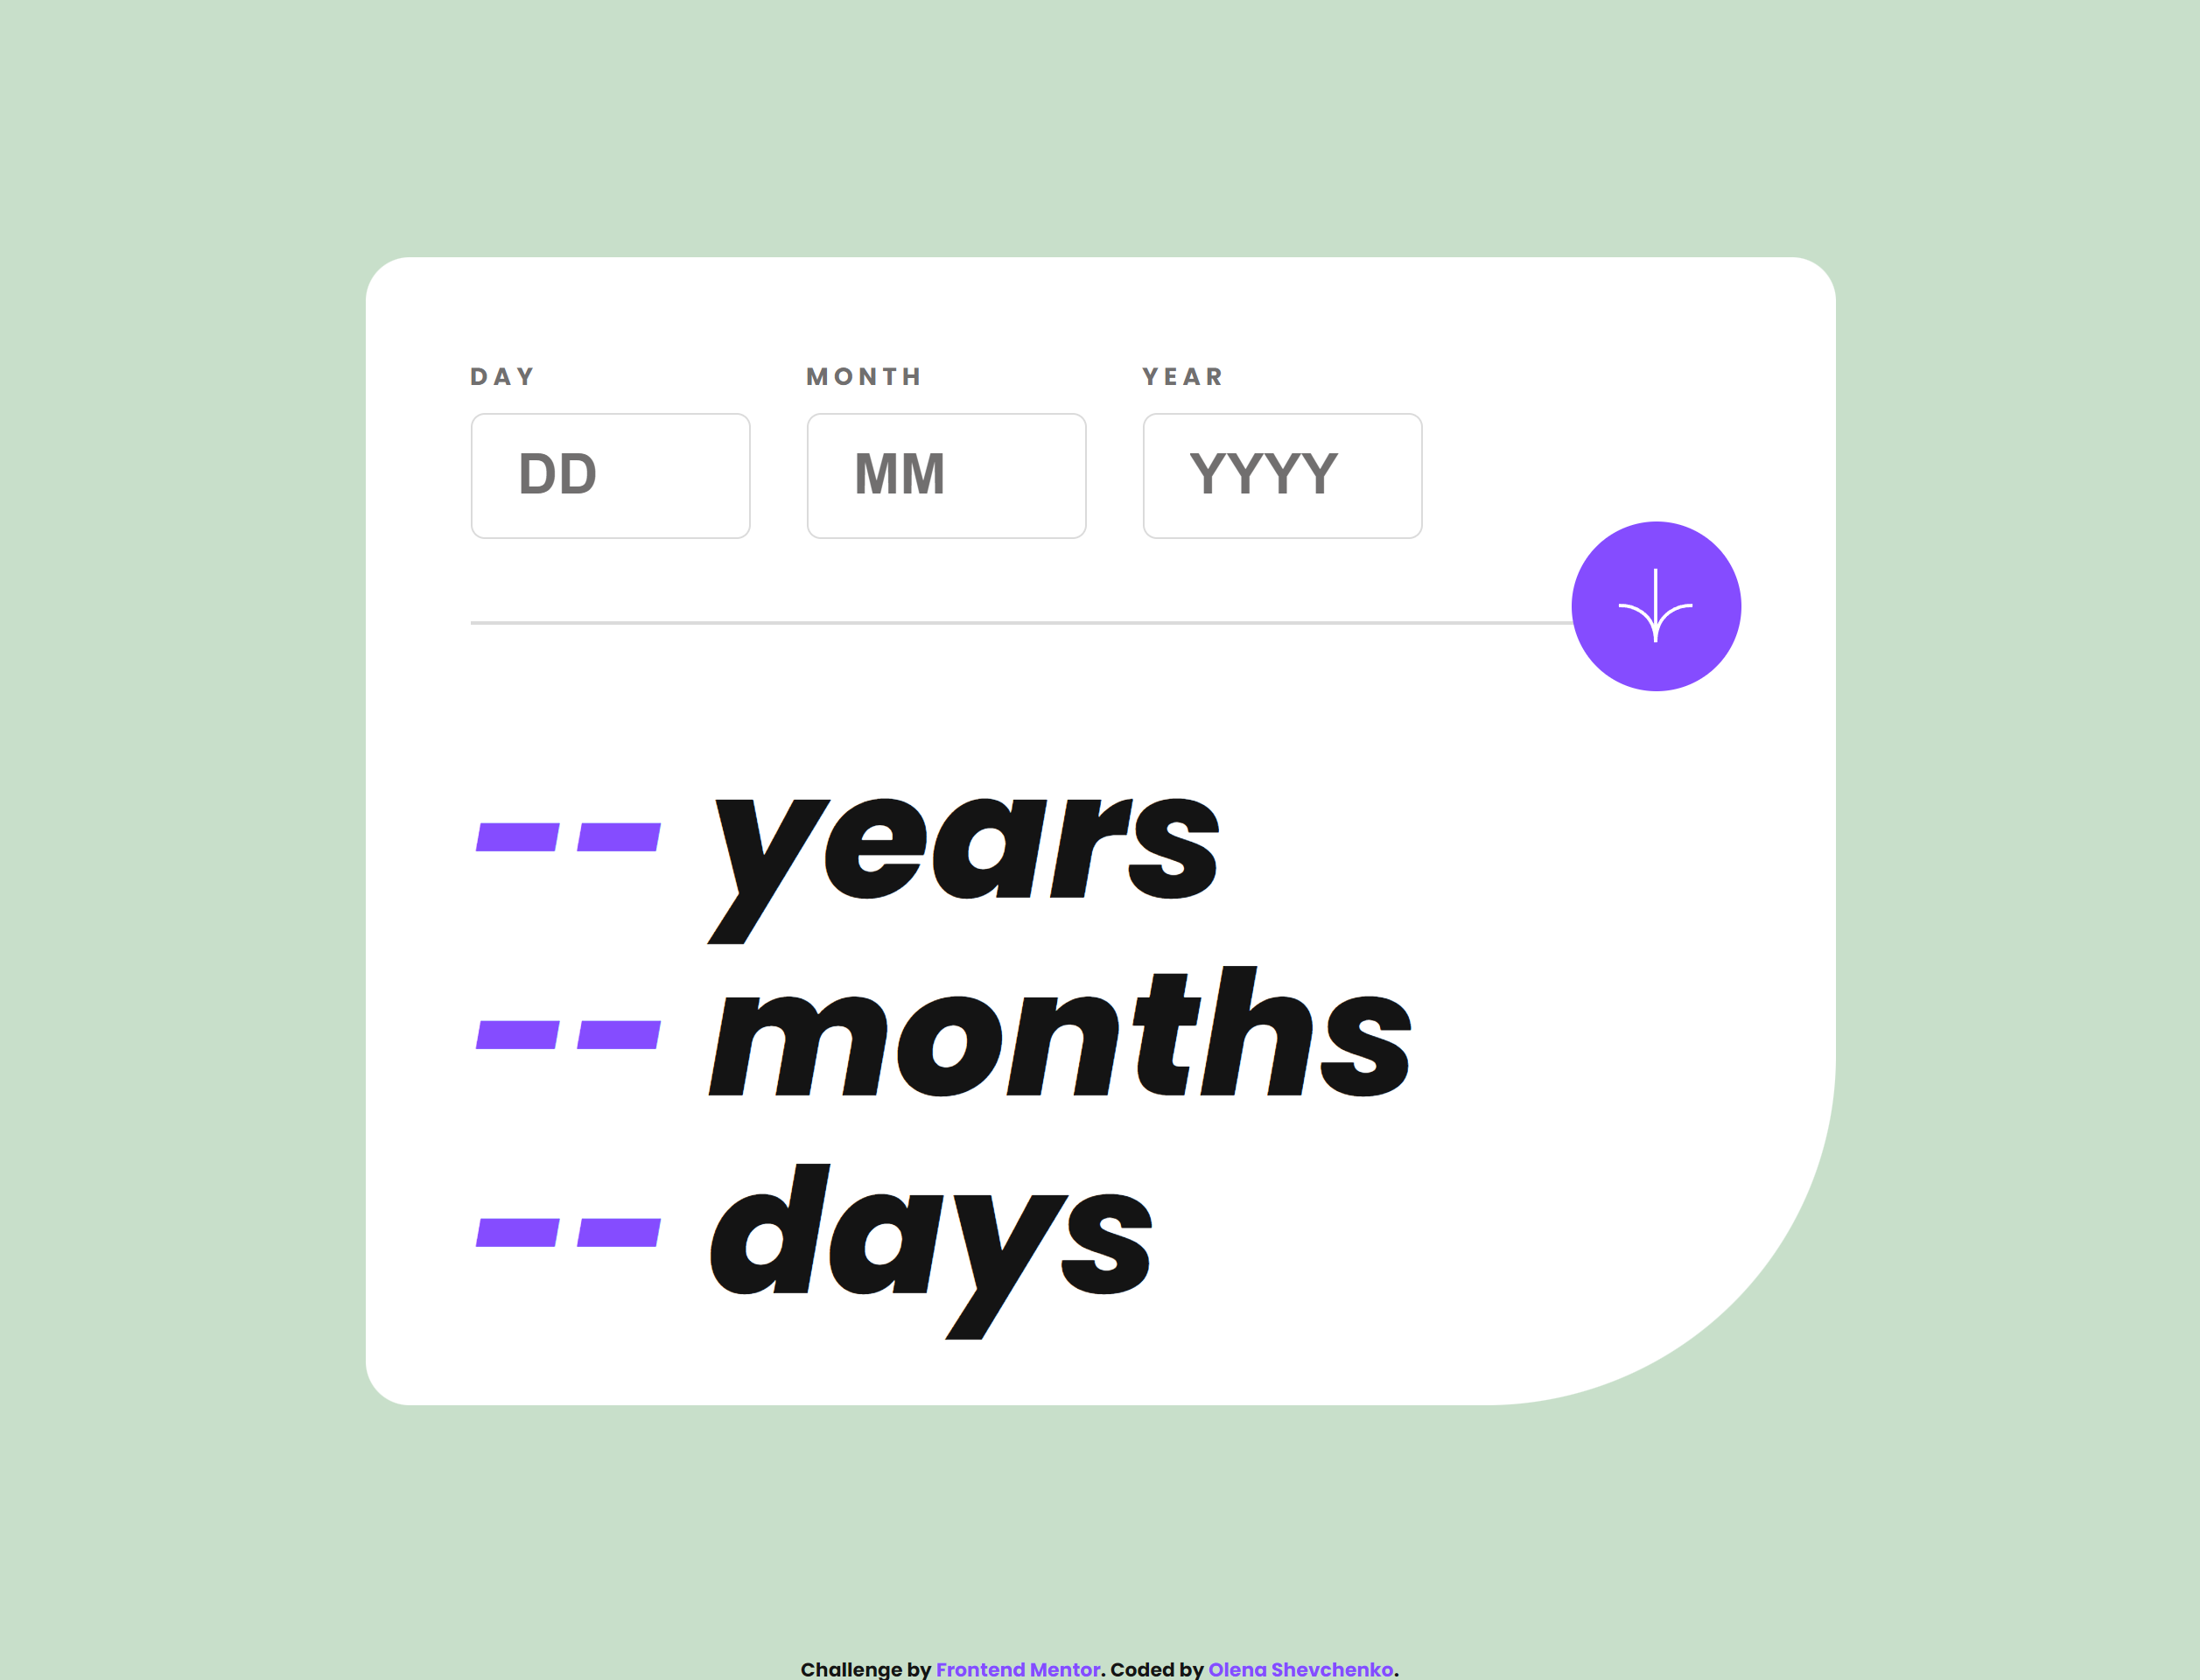 DAY MONTH YEAR
DD MM YYYY
-- years
-- months
-- days
Challenge by Frontend Mentor. Coded by Olena Shevchenko.